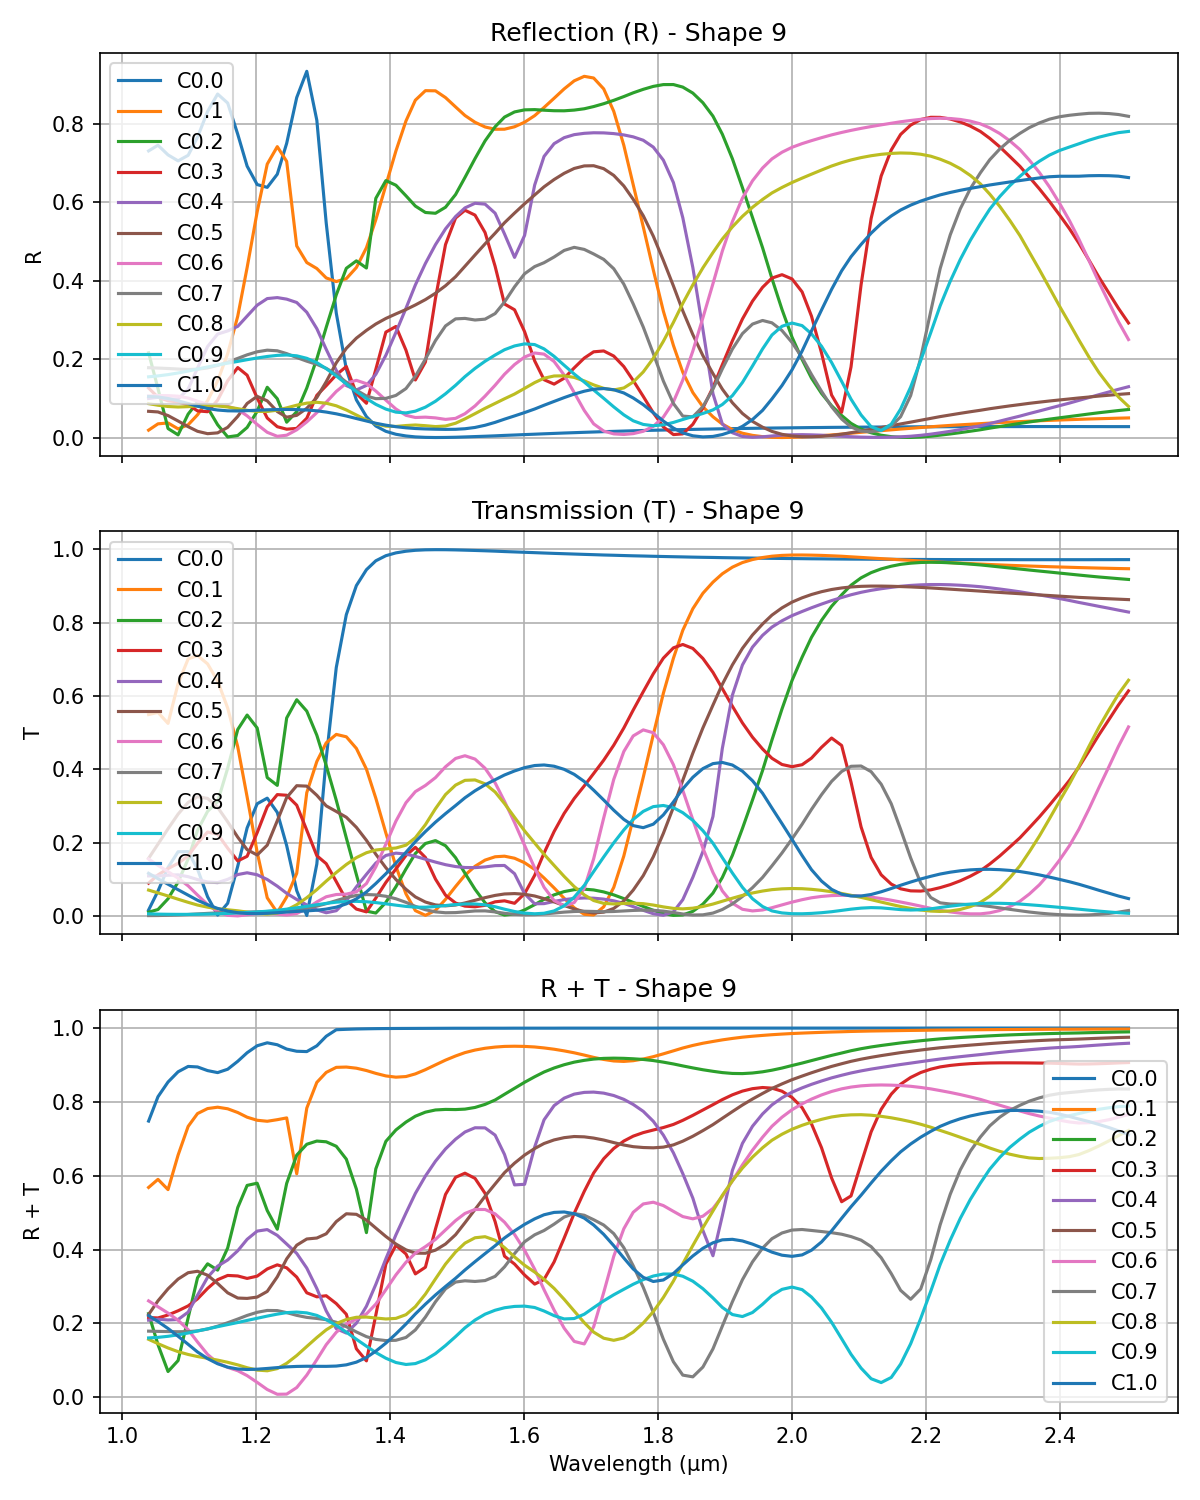 Reflection (R) - Shape 9
R
0.8
0.6
0.4
0.2
0.0
C0.0
C0.1
C0.2
C0.3
C0.4
C0.5
C0.6
C0.7
C0.8
C0.9
C1.0
Transmission (T) - Shape 9
T
1.0
0.8
0.6
0.4
0.2
0.0
C0.0
C0.1
C0.2
C0.3
C0.4
C0.5
C0.6
C0.7
C0.8
C0.9
C1.0
R + T - Shape 9
R + T
1.0
0.8
0.6
0.4
0.2
0.0
C0.0
C0.1
C0.2
C0.3
C0.4
C0.5
C0.6
C0.7
C0.8
C0.9
C1.0
1.0 1.2 1.4 1.6 1.8 2.0 2.2 2.4
Wavelength (μm)